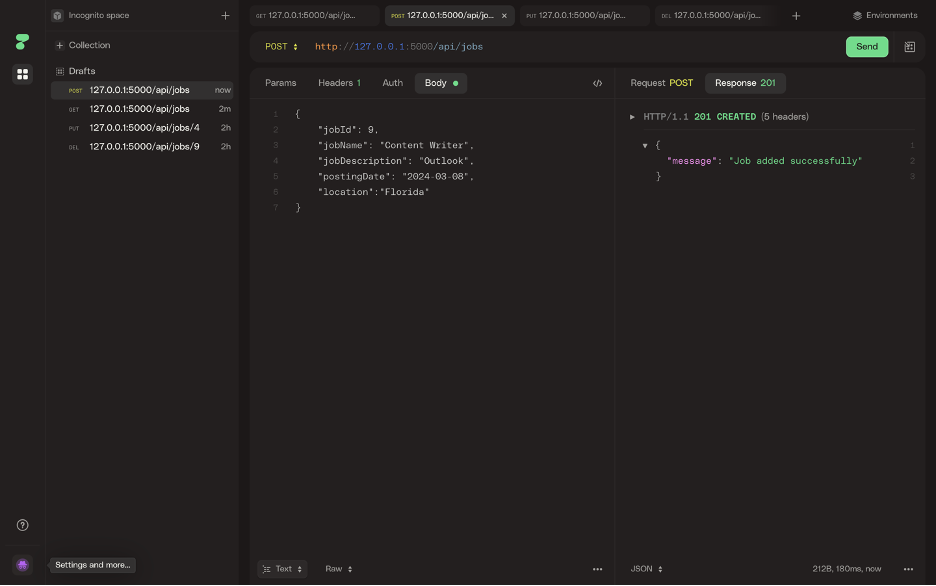 Incognito space
Collection
Drafts
POST 127.0.0.1:5000/api/jobs now
GET 127.0.0.1:5000/api/jobs 2m
PUT 127.0.0.1:5000/api/jobs/4 2h
DEL 127.0.0.1:5000/api/jobs/9 2h
Settings and more...
GET 127.0.0.1:5000/api/jo...
POST 127.0.0.1:5000/api/jo...
PUT 127.0.0.1:5000/api/jo...
DEL 127.0.0.1:5000/api/jo...
Environments
POST http://127.0.0.1:5000/api/jobs Send
Params Headers 1 Auth Body
1 {
2 "jobId": 9,
3 "jobName": "Content Writer",
4 "jobDescription": "Outlook",
5 "postingDate": "2024-03-08",
6 "location":"Florida"
7 }
Text Raw
Request POST Response 201
HTTP/1.1 201 CREATED (5 headers)
{ 1
"message": "Job added successfully" 2
} 3
JSON 212B, 180ms, now